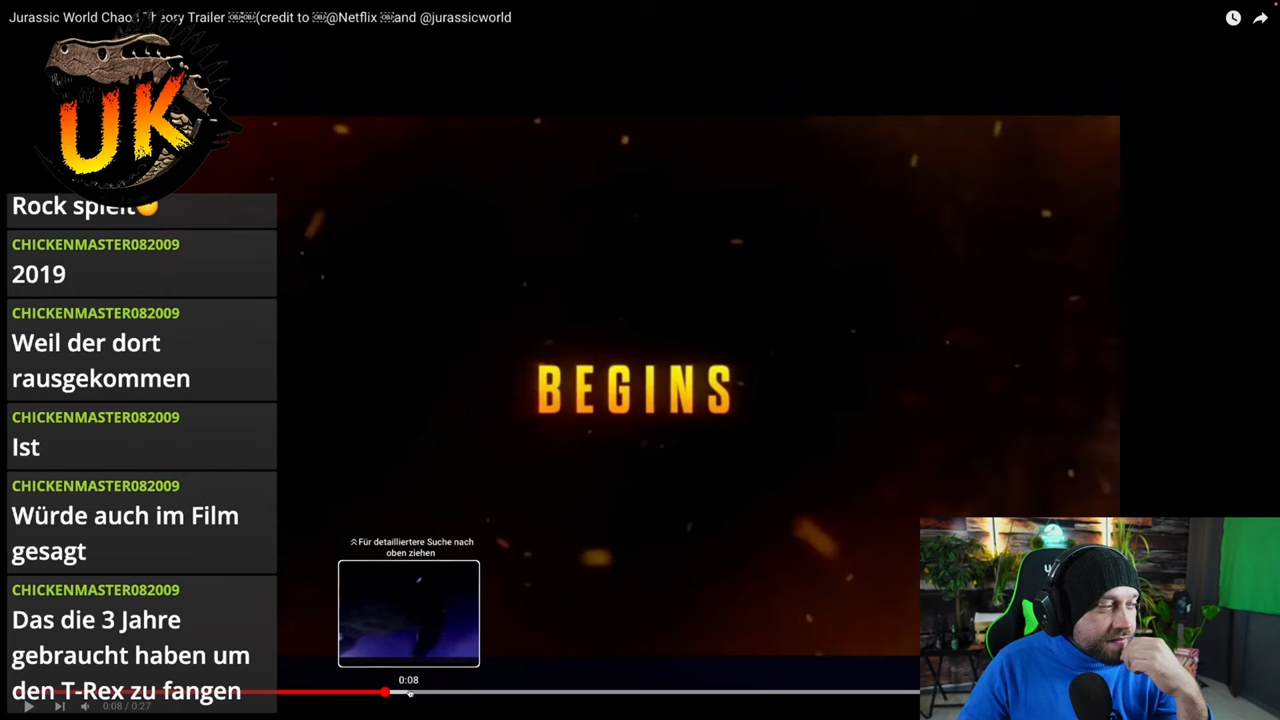 Jurassic World Chaos Theory Trailer (credit to @Netflix and @jurassicworld
UK
Rock spielt
CHICKENMASTER082009
2019
CHICKENMASTER082009
Weil der dort
rausgekommen
CHICKENMASTER082009
Ist
CHICKENMASTER082009
Würde auch im Film
gesagt
CHICKENMASTER082009
Das die 3 Jahre
gebraucht haben um
den T-Rex zu fangen
BEGINS
Für detailliertere Suche nach
oben ziehen
0:08
0:08 / 0:27